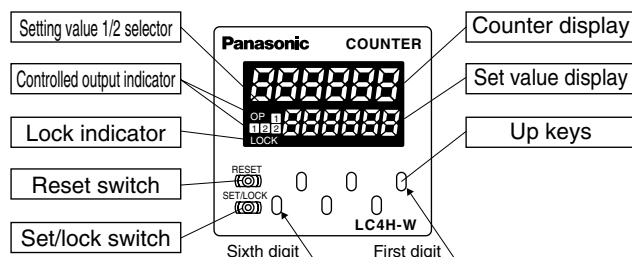 Setting value 1/2 selector
Controlled output indicator
Lock indicator
Reset switch
Set/lock switch
Panasonic COUNTER
888888
OP 1
1 2 2 888888
LOCK
RESET
SET/LOCK
LC4H-W
Sixth digit First digit
Counter display
Set value display
Up keys